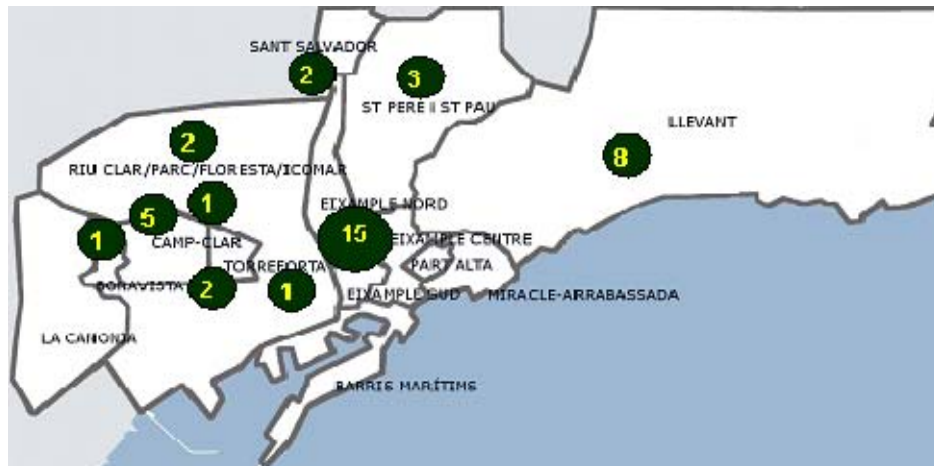 SANT SALVADOR
2
3
ST PERE II ST PAU
ILLEVANT
2
8
RIU CLAR/PARC/FLORESTA/ICOMAR
1
5
EIXAMPLE NORD
1
15
CAMP-CLAR
EIXAMPLE CENTRE
TORREFORTA
PART ALTA
BONAVISTA
2
1
EIXAMPLE SUD
MIRACLE-ARRABASSADA
LA CANONJA
BARRIS MARÍTIMS